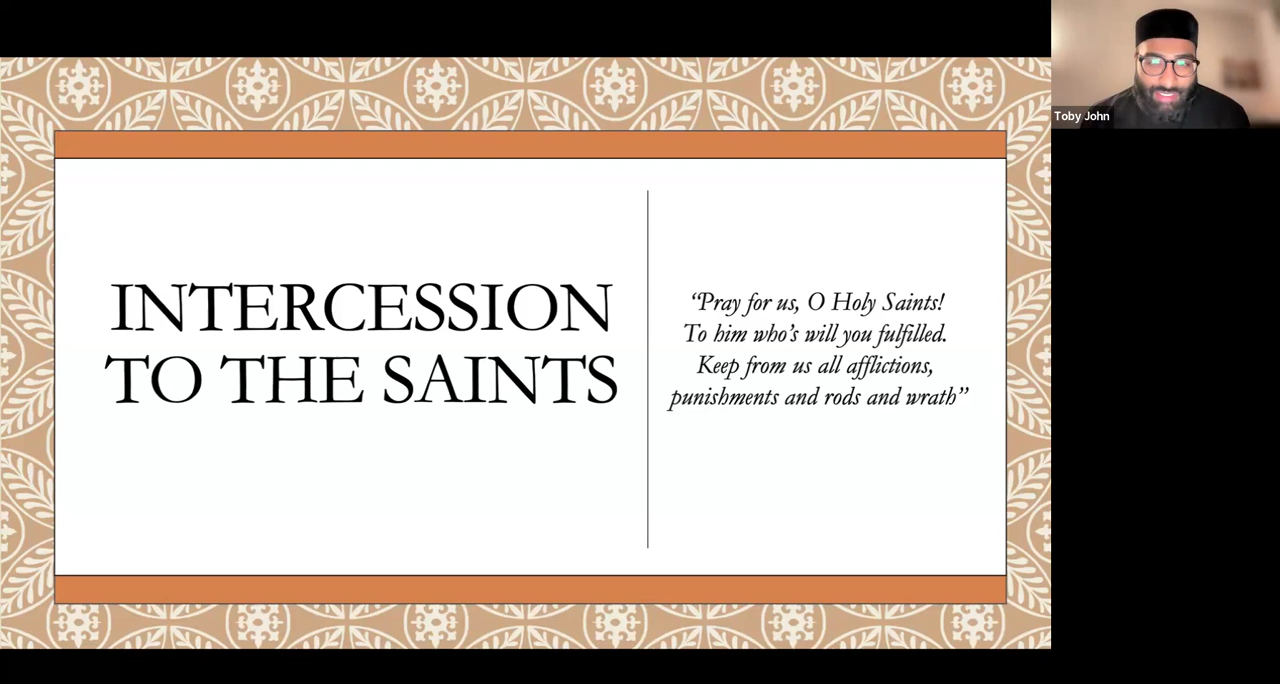 INTERCESSION
TO THE SAINTS
“Pray for us, O Holy Saints!
To him who’s will you fulfilled.
Keep from us all afflictions,
punishments and rods and wrath”
Toby John